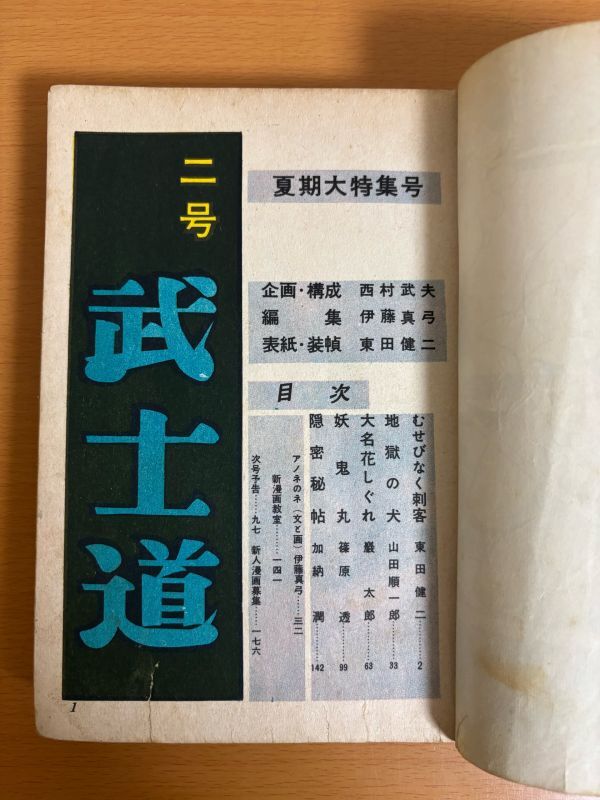 二号
武士道
夏期大特集号
企画・構成 西村武夫
編集 伊藤真弓
表紙・装幀 東田健二
目次
むせびなく刺客 東田健二……2
地獄の犬 山田順一郎……33
大名花しぐれ 巌太郎……63
妖鬼丸 篠原透……99
隠密秘帖 加納潤……142
アノネのネ(文と画)伊藤真弓……三二
新漫画教室……一四一
次号予告……九七 新人漫画募集……一七六
1